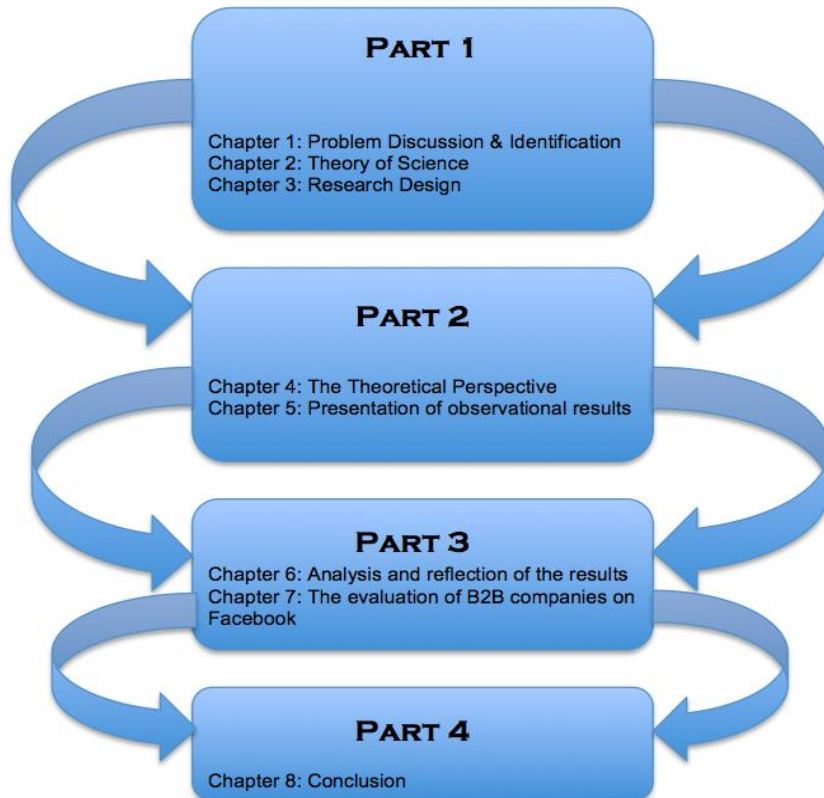 PART 1
Chapter 1: Problem Discussion & Identification
Chapter 2: Theory of Science
Chapter 3: Research Design
PART 2
Chapter 4: The Theoretical Perspective
Chapter 5: Presentation of observational results
PART 3
Chapter 6: Analysis and reflection of the results
Chapter 7: The evaluation of B2B companies on
Facebook
PART 4
Chapter 8: Conclusion